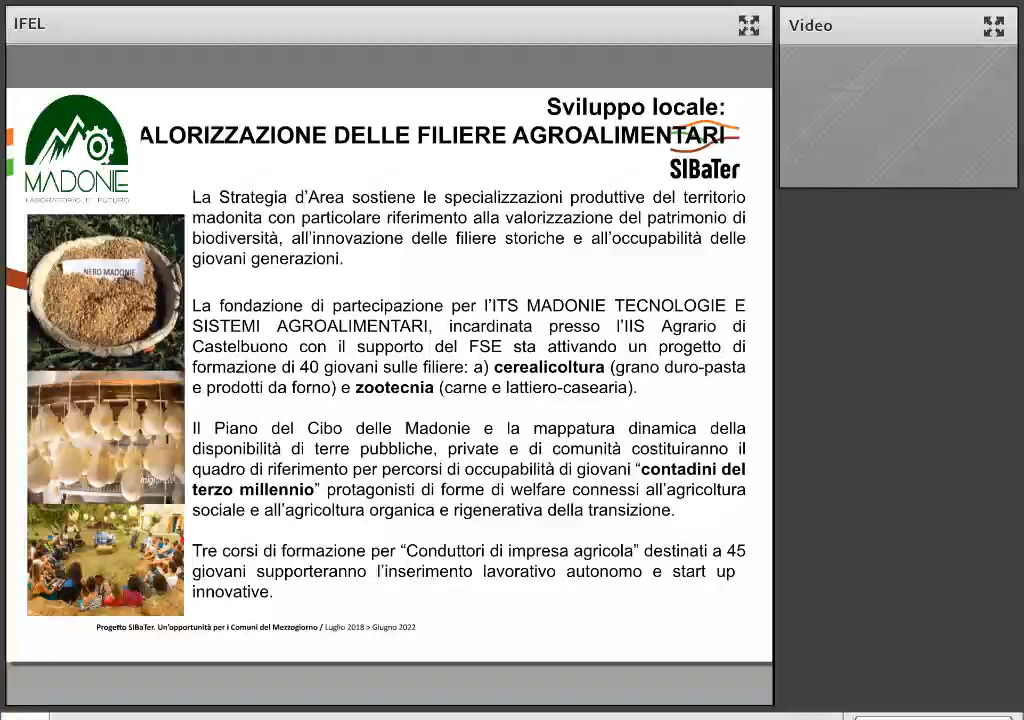 IFEL
Video
Sviluppo locale:
ALORIZZAZIONE DELLE FILIERE AGROALIMENTARI
SIBaTer
MADONIE
LABORATORIO DI FUTURO
La Strategia d’Area sostiene le specializzazioni produttive del territorio
madonita con particolare riferimento alla valorizzazione del patrimonio di
biodiversità, all’innovazione delle filiere storiche e all’occupabilità delle
giovani generazioni.
NERO MADONIE
La fondazione di partecipazione per l’ITS MADONIE TECNOLOGIE E
SISTEMI AGROALIMENTARI, incardinata presso l’IIS Agrario di
Castelbuono con il supporto del FSE sta attivando un progetto di
formazione di 40 giovani sulle filiere: a) cerealicoltura (grano duro-pasta
e prodotti da forno) e zootecnia (carne e lattiero-casearia).
Il Piano del Cibo delle Madonie e la mappatura dinamica della
disponibilità di terre pubbliche, private e di comunità costituiranno il
quadro di riferimento per percorsi di occupabilità di giovani “contadini del
terzo millennio” protagonisti di forme di welfare connessi all’agricoltura
sociale e all’agricoltura organica e rigenerativa della transizione.
Tre corsi di formazione per “Conduttori di impresa agricola” destinati a 45
giovani supporteranno l’inserimento lavorativo autonomo e start up
innovative.
Progetto SIBaTer. Un’opportunità per i Comuni del Mezzogiorno / Luglio 2018 > Giugno 2022